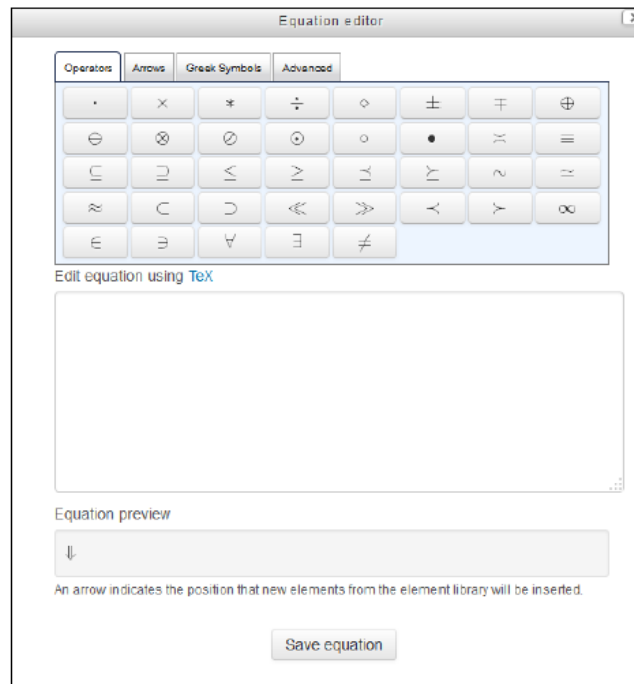 Equation editor
Operators Arrows Greek Symbols Advanced
· × * ÷ ⋄ ± ∓ ⊕
⊖ ⊗ ⊘ ⊙ ∘ • ≍ ≡
⊆ ⊇ ≤ ≥ ⪯ ⪰ ∼ ≃
≈ ⊂ ⊃ ≪ ≫ ≺ ≻ ∞
∈ ∋ ∀ ∃ ≠
Edit equation using TeX
Equation preview
⇓
An arrow indicates the position that new elements from the element library will be inserted.
Save equation